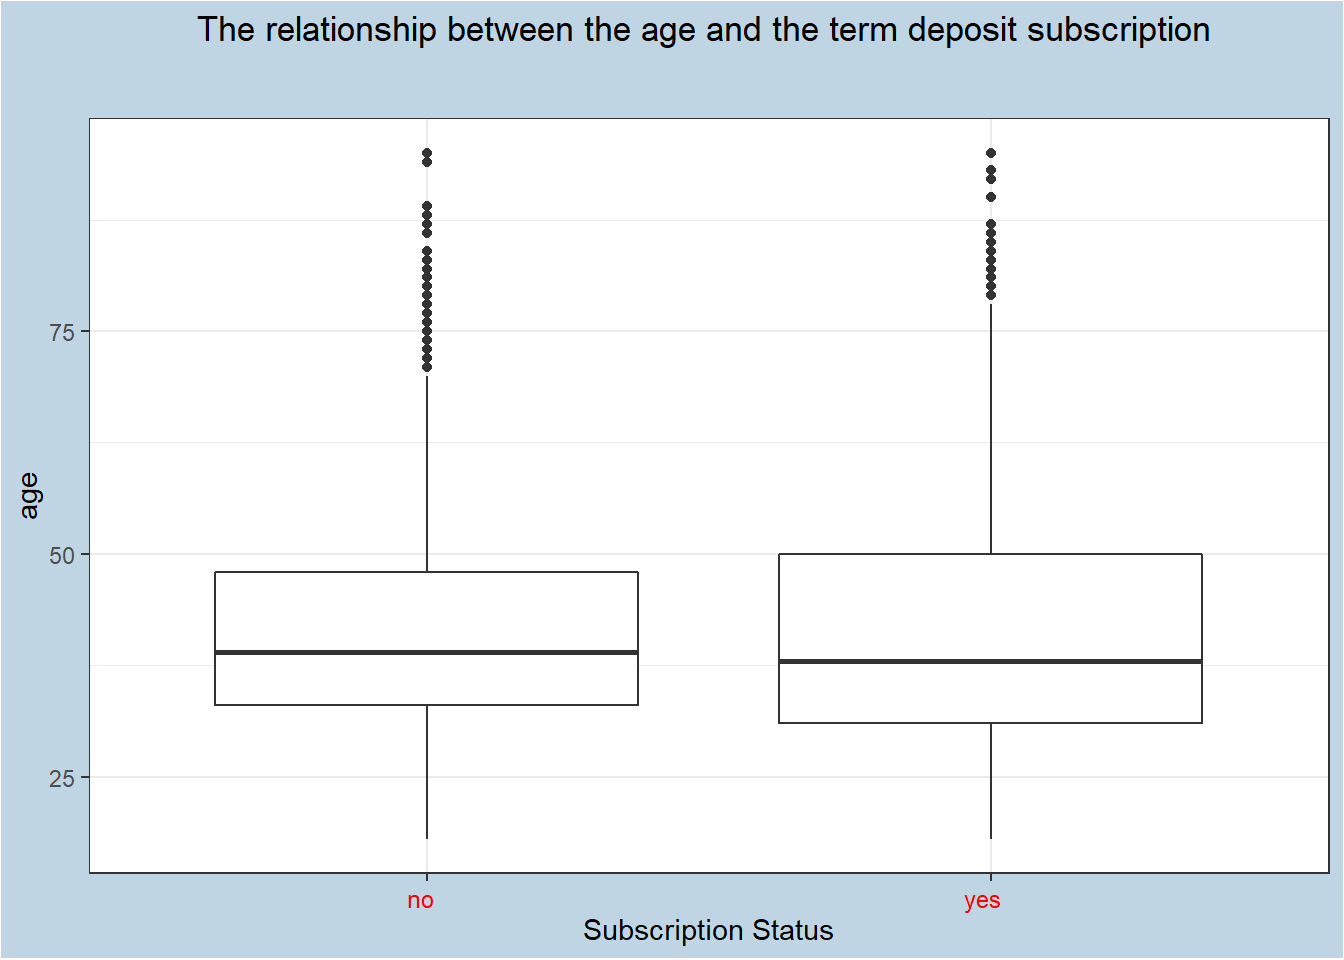 The relationship between the age and the term deposit subscription
age
75
50
25
no
yes
Subscription Status